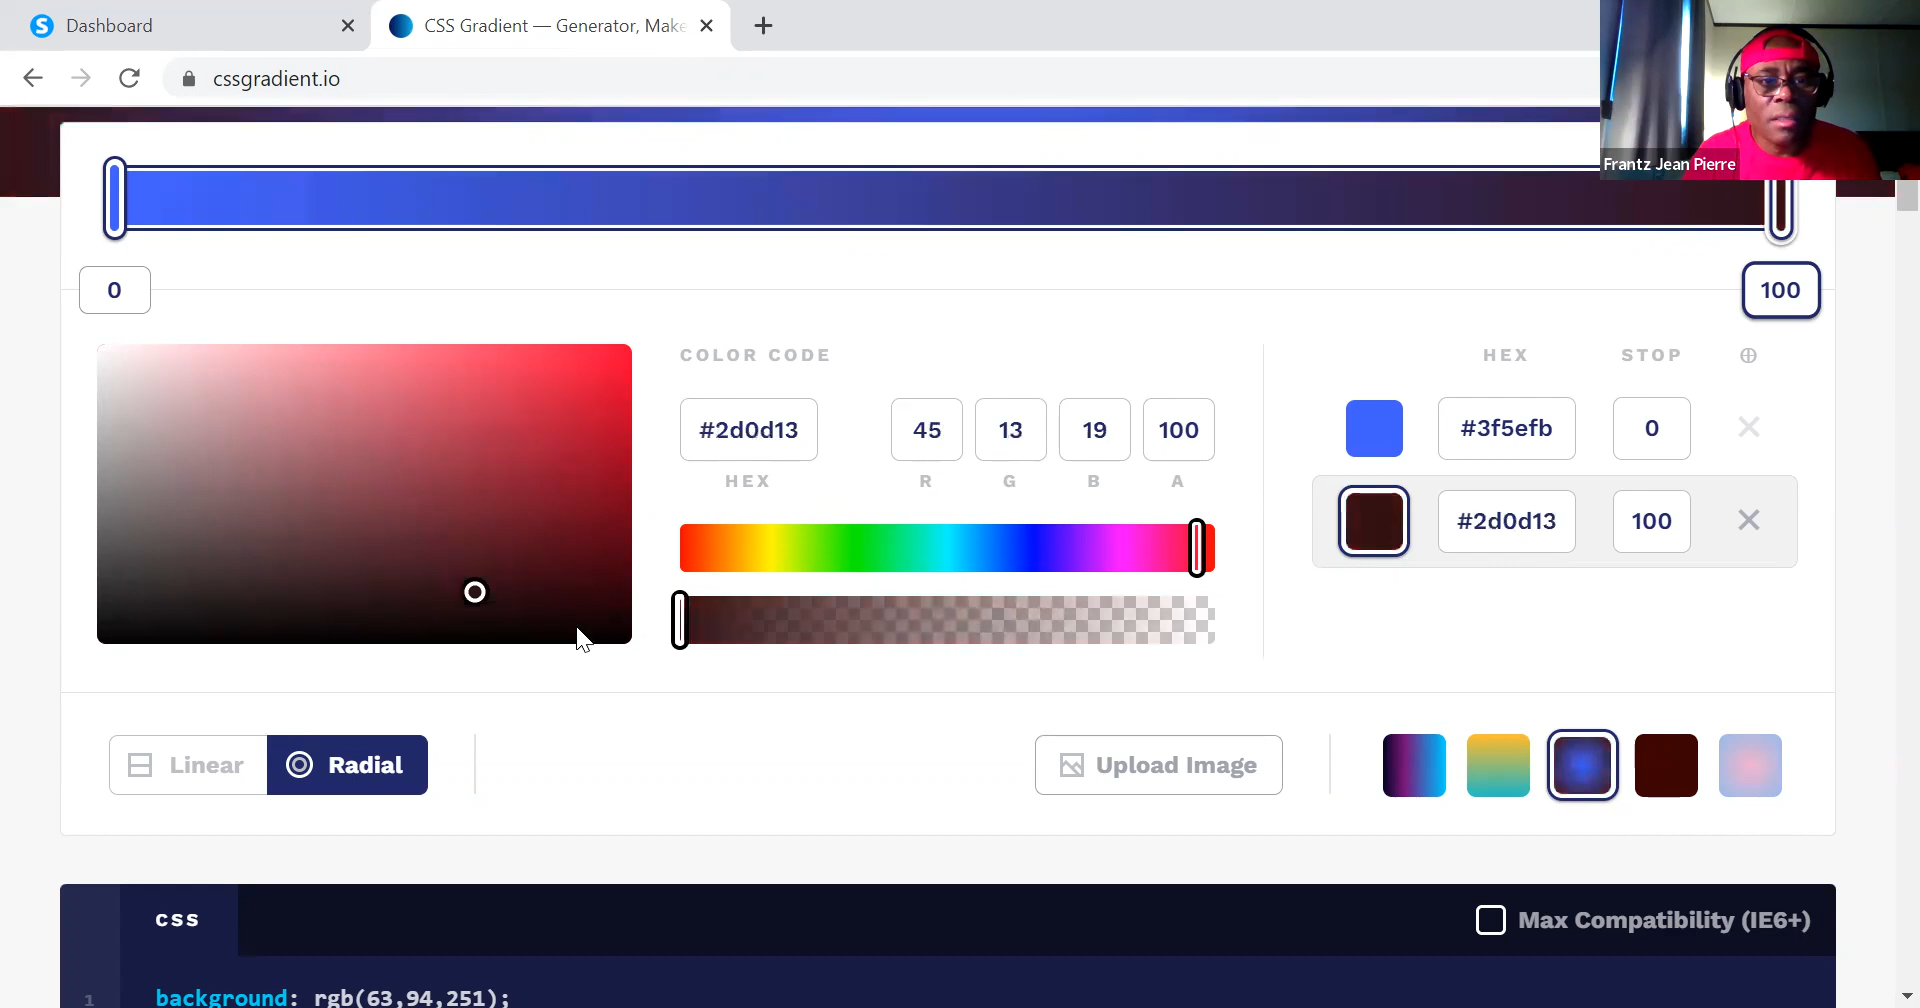 Dashboard
CSS Gradient — Generator, Make
cssgradient.io
Frantz Jean Pierre
0
100
COLOR CODE
HEX STOP
#2d0d13 45 13 19 100
HEX R G B A
#3f5efb 0
#2d0d13 100
Linear Radial
Upload Image
css
Max Compatibility (IE6+)
1 background: rgb(63,94,251);